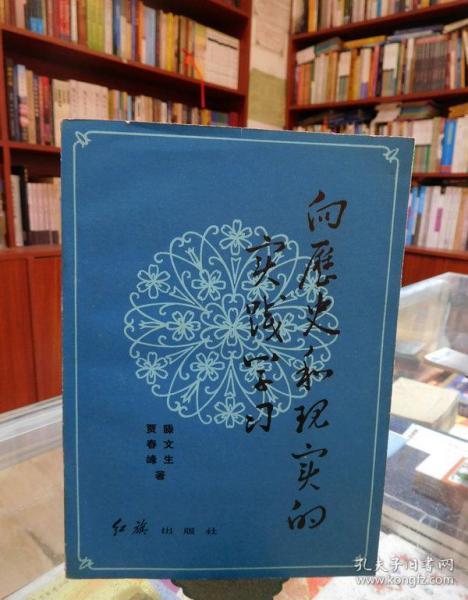 向歷史和现实的
实践学习
滕文生
贾春峰 著
红旗出版社
孔夫子旧书网
www.kongfz.com